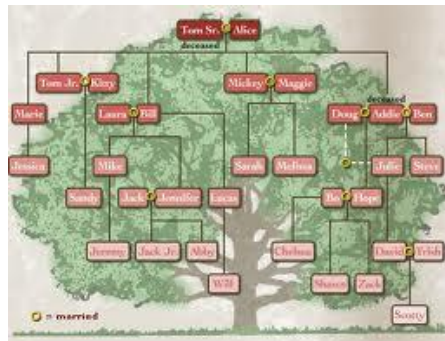 Tom Sr. Alice
deceased
Tom Jr. Kitty Mickey Maggie
deceased
Marie Laura Bill Doug Addie Ben
Jessica Mike Sarah Melissa Julie Steve
Sandy Jack Jennifer Lucas Bo Hope
Jeremy Jack Jr. Abby Chelsea David Trish
Will Shawn Zack
Scotty
= married